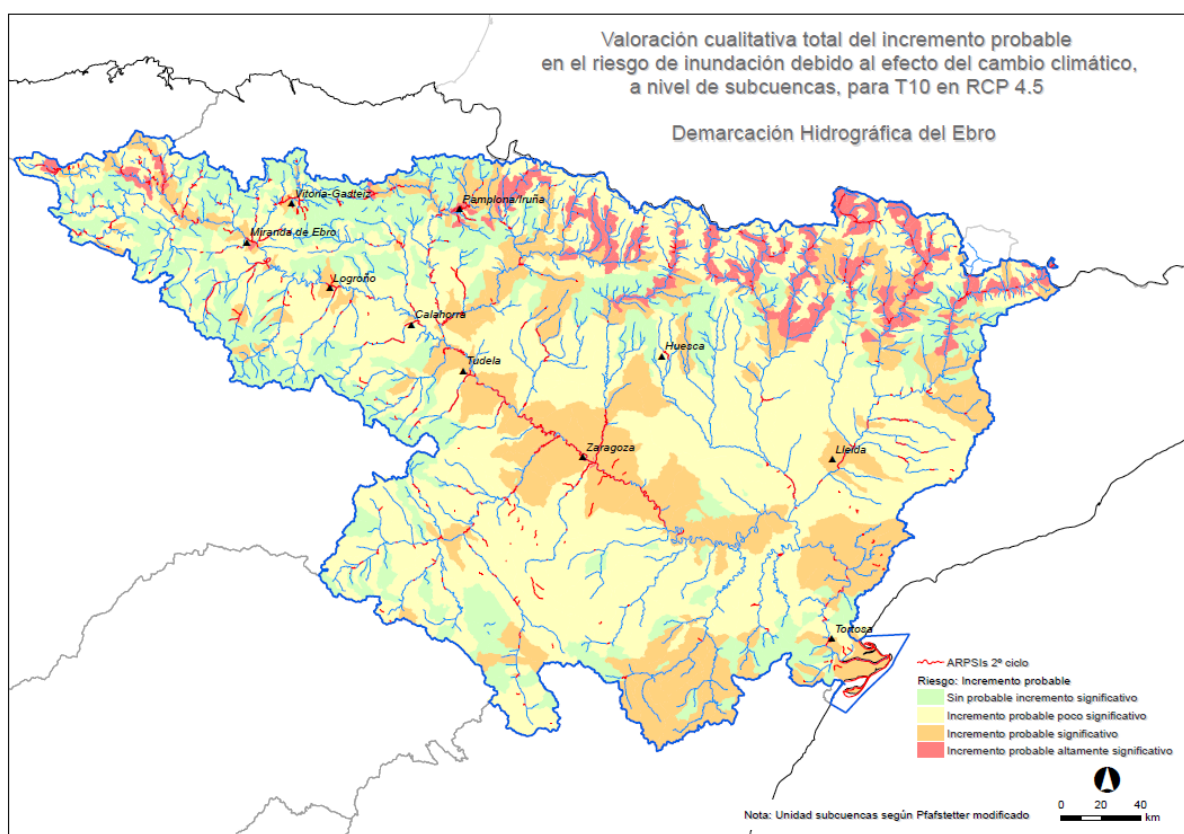 Valoración cualitativa total del incremento probable
en el riesgo de inundación debido al efecto del cambio climático,
a nivel de subcuencas, para T10 en RCP 4.5
Demarcación Hidrográfica del Ebro
Vitoria-Gasteiz
Pamplona/Iruña
Miranda de Ebro
Logroño
Calahorra
Huesca
Tudela
Zaragoza
Lleida
Tortosa
ARPSIs 2º ciclo
Riesgo: Incremento probable
Sin probable incremento significativo
Incremento probable poco significativo
Incremento probable significativo
Incremento probable altamente significativo
Nota: Unidad subcuencas según Pfafstetter modificado
0 20 40
km